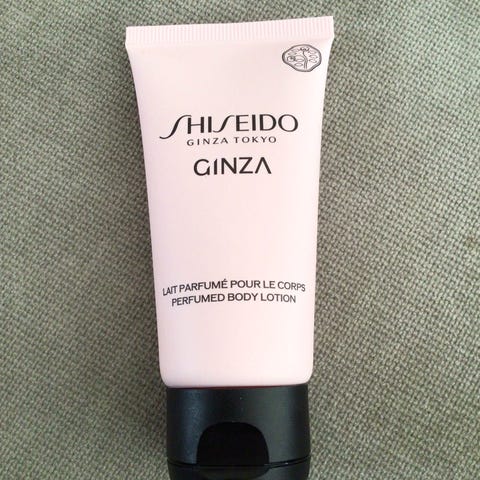 SHISEIDO
GINZA TOKYO
GINZA
LAIT PARFUMÉ POUR LE CORPS
PERFUMED BODY LOTION